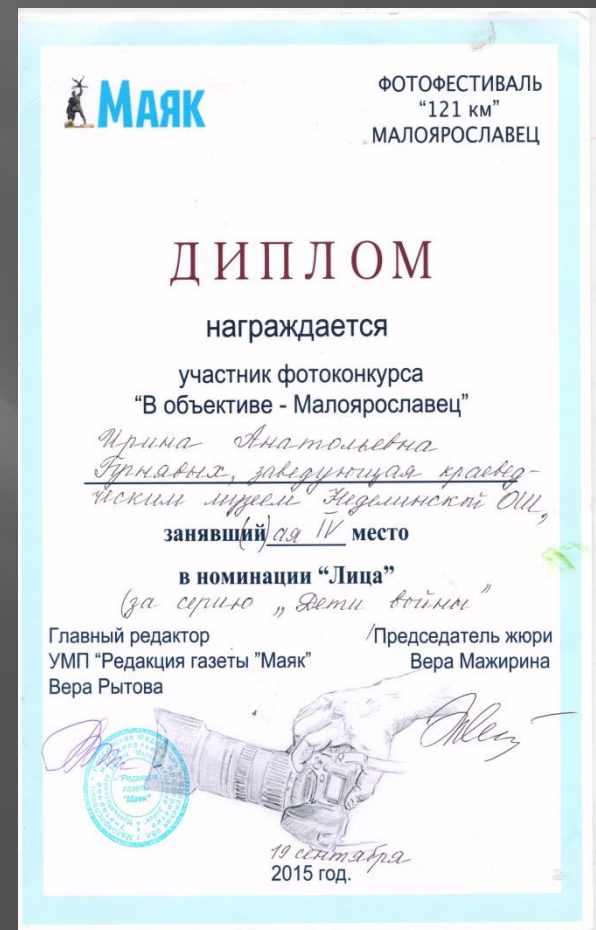 Маяк
ФОТОФЕСТИВАЛЬ
“121 км”
МАЛОЯРОСЛАВЕЦ
ДИПЛОМ
награждается
участник фотоконкурса
“В объективе - Малоярославец”
Ирина Анатольевна
Гурнавых, заведующая краевед-
ческим музеем Неделинской ОШ,
занявший(ая) IV место
в номинации “Лица”
(за серию „Дети войны”
Главный редактор
УМП “Редакция газеты "Маяк”
Вера Рытова
/Председатель жюри
Вера Мажирина
"Редакция
газеты
"Маяк"
19 сентября
2015 год.